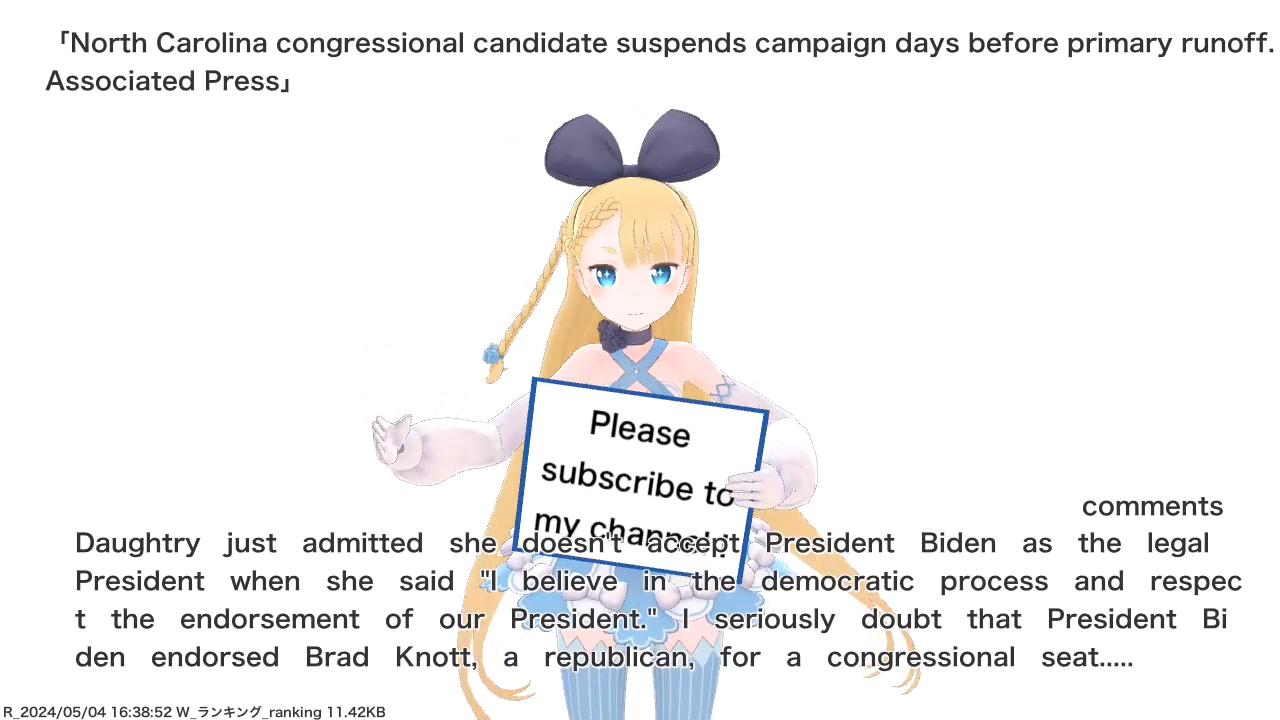 「North Carolina congressional candidate suspends campaign days before primary runoff.
Associated Press」
Please
subscribe to
my channel!
comments
Daughtry just admitted she doesn't accept President Biden as the legal
President when she said "I believe in the democratic process and respec
t the endorsement of our President." I seriously doubt that President Bi
den endorsed Brad Knott, a republican, for a congressional seat.....
R_2024/05/04 16:38:52 W_ランキング_ranking 11.42KB